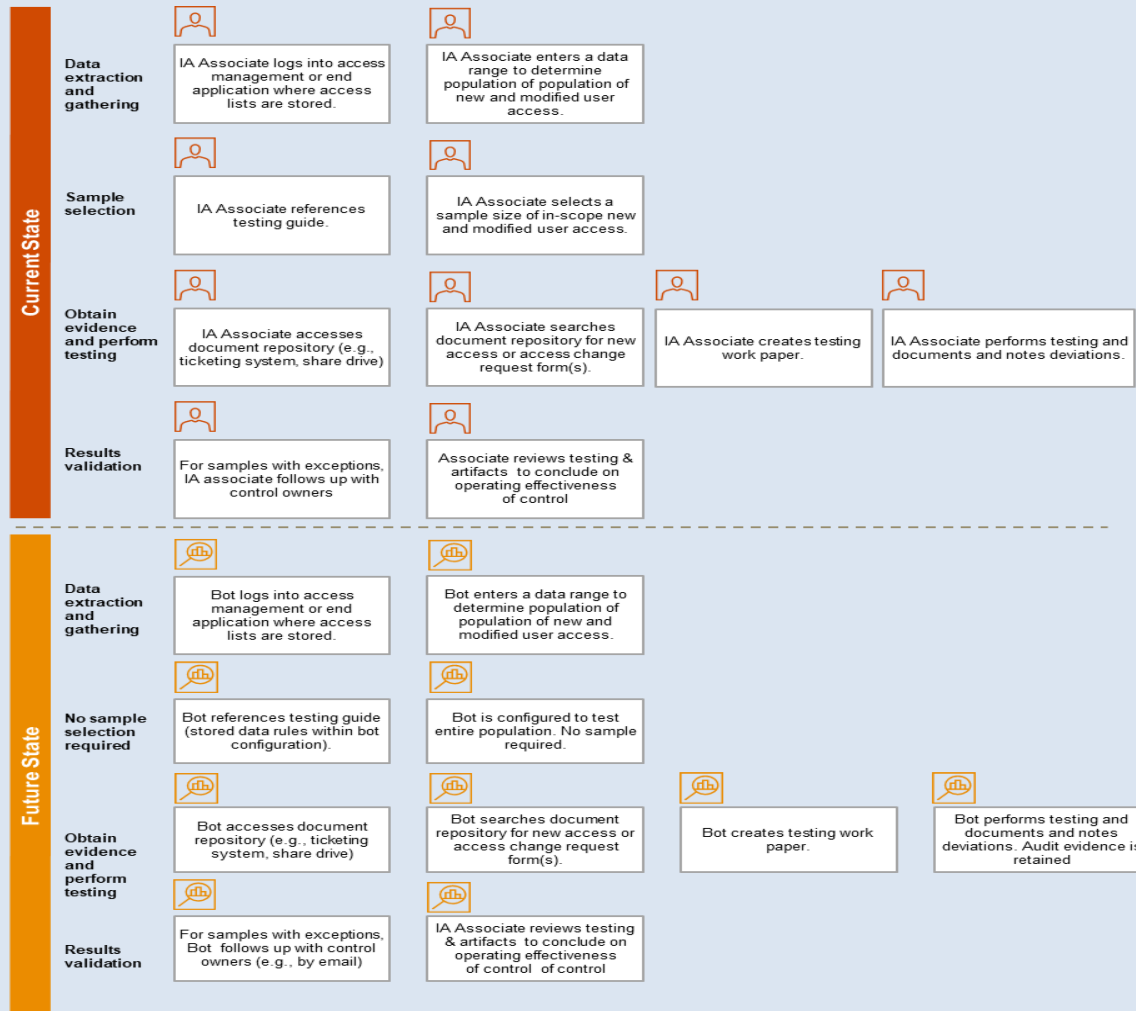 Current State
Data
extraction
and
gathering
IA Associate logs into access
management or end
application where access
lists are stored.
IA Associate enters a data
range to determine
population of population of
new and modified user
access.
Sample
selection
IA Associate references
testing guide.
IA Associate selects a
sample size of in-scope new
and modified user access.
Obtain
evidence
and perform
testing
IA Associate accesses
document repository (e.g.,
ticketing system, share drive)
IA Associate searches
document repository for new
access or access change
request form(s).
IA Associate creates testing
work paper.
IA Associate performs testing and
documents and notes deviations.
Results
validation
For samples with exceptions,
IA associate follows up with
control owners
Associate reviews testing &
artifacts to conclude on
operating effectiveness
of control
Future State
Data
extraction
and
gathering
Bot logs into access
management or end
application where access
lists are stored.
Bot enters a data range to
determine population of
population of new and
modified user access.
No sample
selection
required
Bot references testing guide
(stored data rules within bot
configuration).
Bot is configured to test
entire population. No sample
required.
Obtain
evidence
and
perform
testing
Bot accesses document
repository (e.g., ticketing
system, share drive)
Bot searches document
repository for new access or
access change request
form(s).
Bot creates testing work
paper.
Bot performs testing and
documents and notes
deviations. Audit evidence is
retained
Results
validation
For samples with exceptions,
Bot follows up with control
owners (e.g., by email)
IA Associate reviews testing
& artifacts to conclude on
operating effectiveness
of control of control